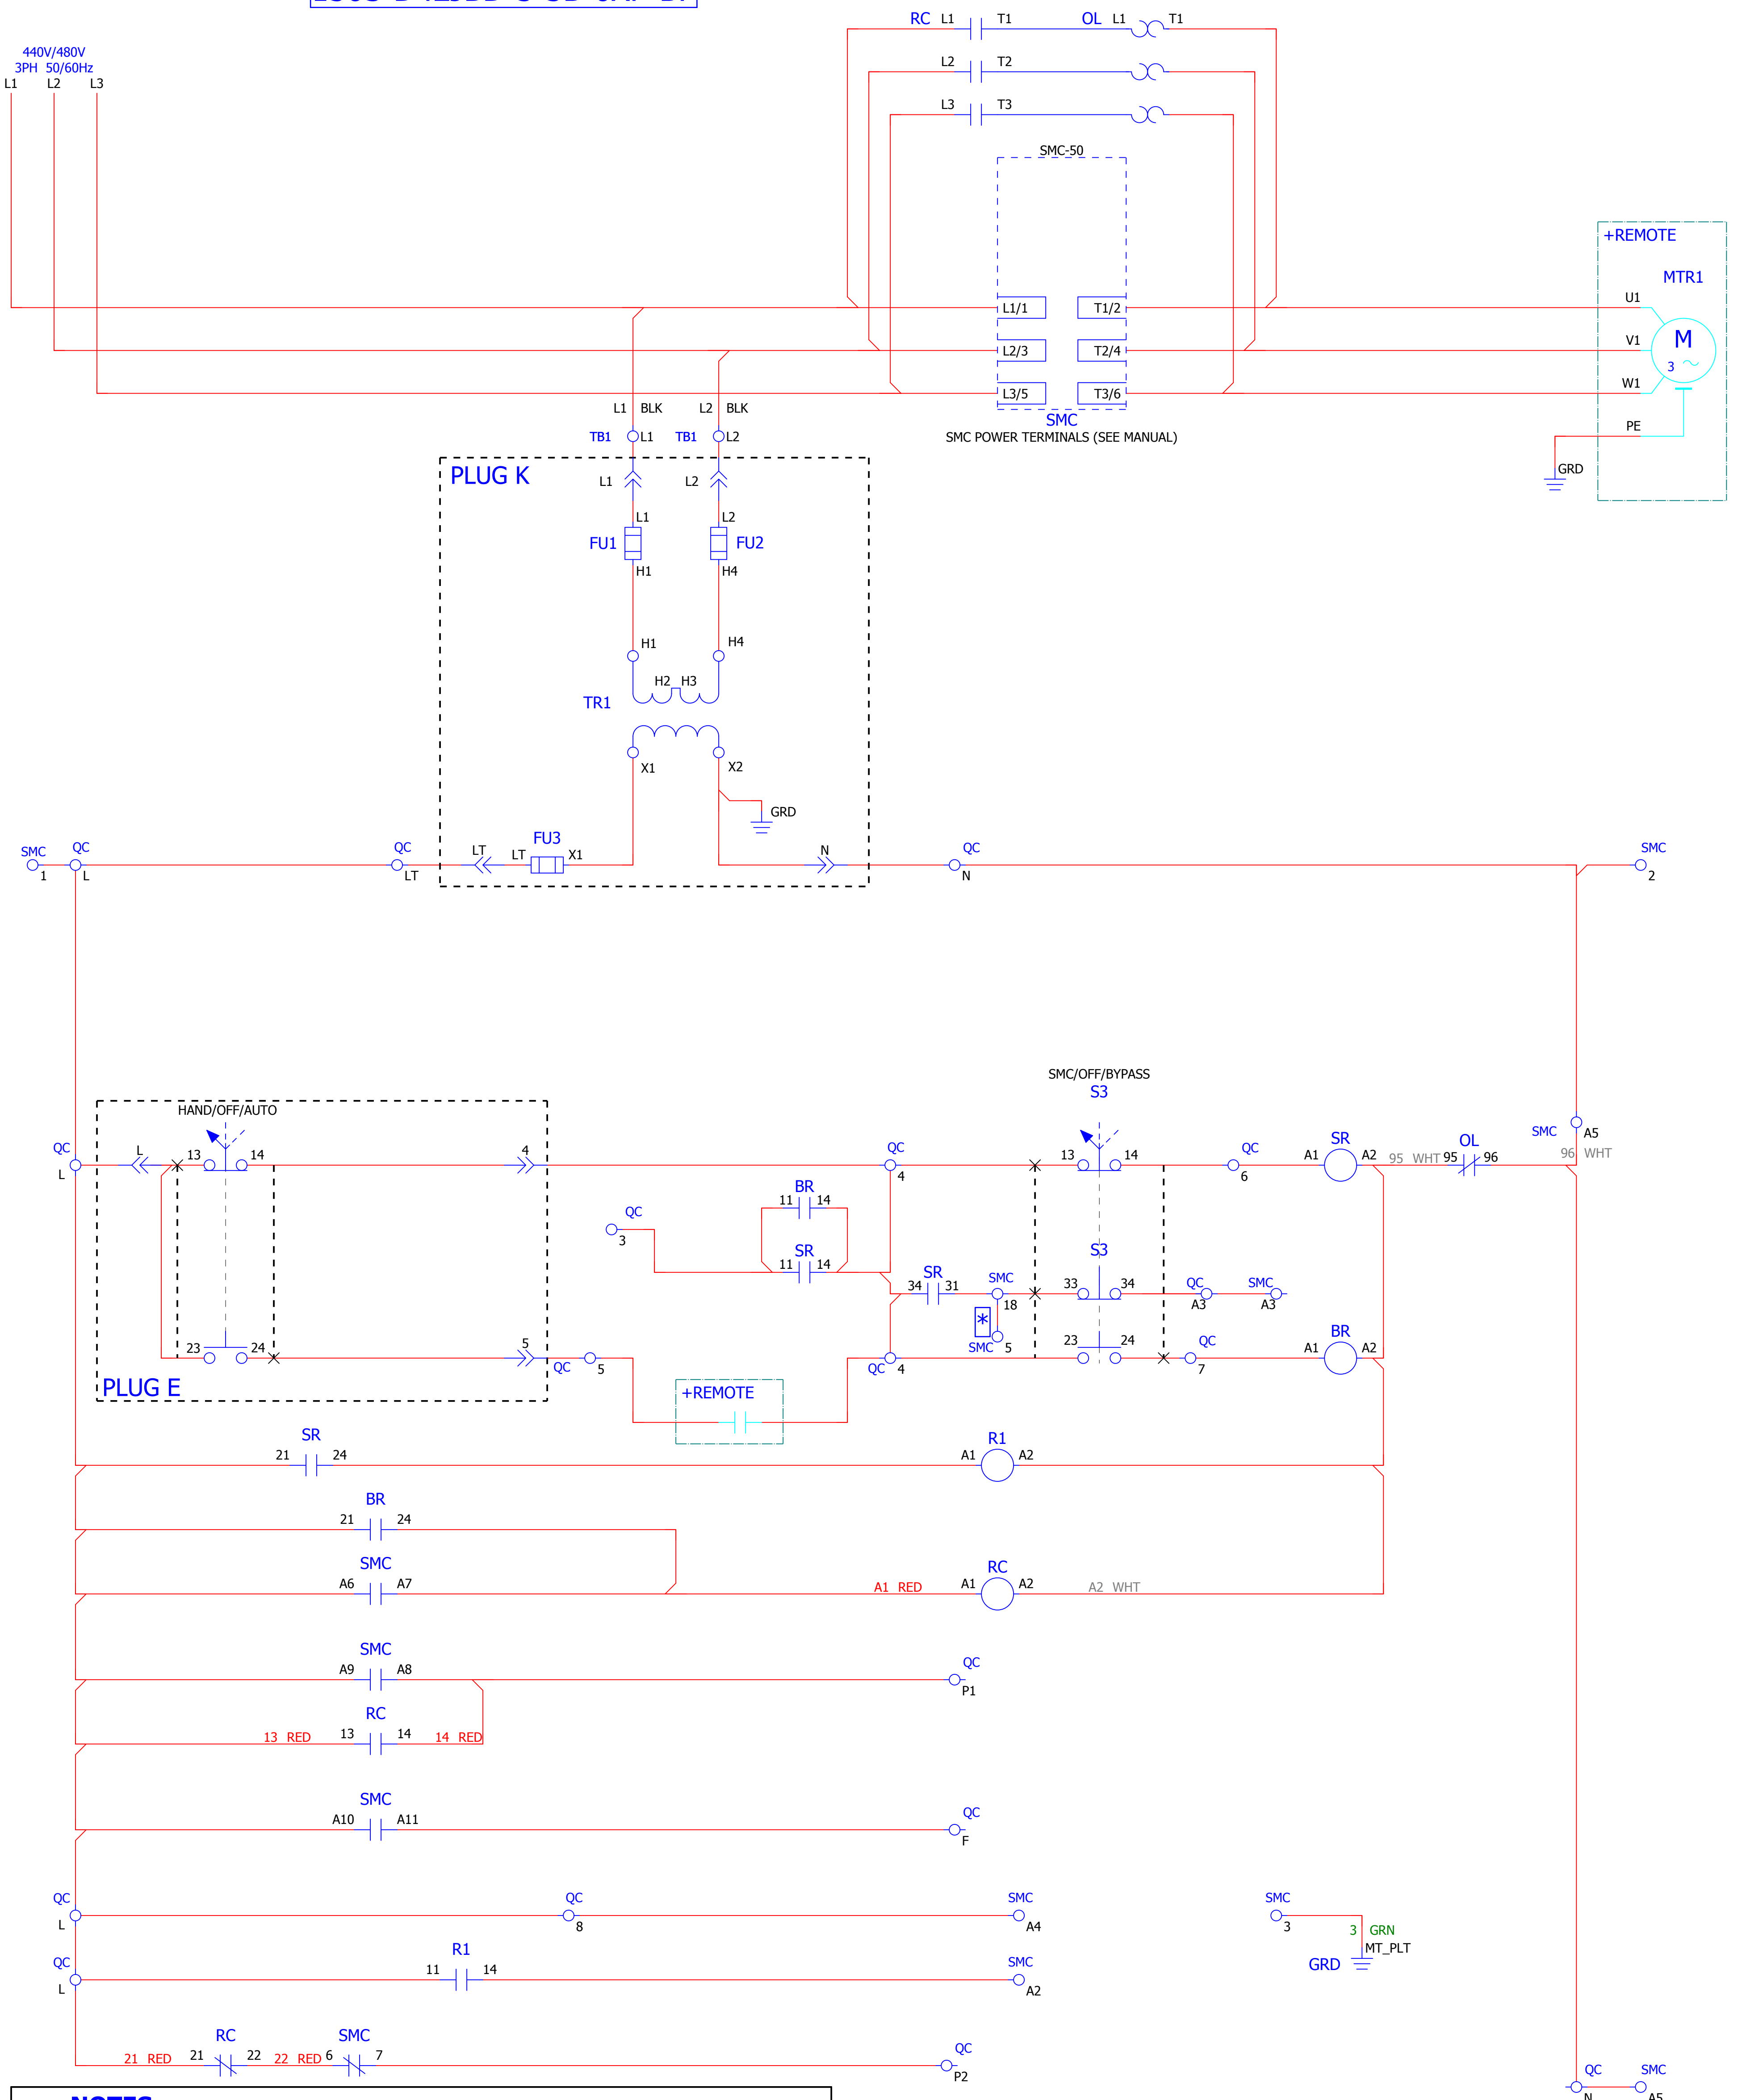 RC L1 T1 OL L1 T1
440V/480V
3PH 50/60Hz
L1 L2 L3
L2 T2
L3 T3
SMC-50
+REMOTE
MTR1
L1/1 T1/2 U1
L2/3 T2/4 V1 M
3
L3/5 T3/6 W1
L1 BLK L2 BLK
SMC
PE
TB1 L1 TB1 L2
SMC POWER TERMINALS (SEE MANUAL)
PLUG K
L1 L2
GRD
L1 L2
FU1 FU2
H1 H4
H1 H4
H2 H3
TR1
X1 X2
GRD
FU3
SMC QC QC LT LT X1 N QC SMC
1 L LT N 2
SMC/OFF/BYPASS
S3
HAND/OFF/AUTO
QC L 13 14 4 QC 13 14 QC SR OL SMC A5
L 4 6 A1 A2 95 WHT 95 96 96 WHT
BR
11 14
QC
3
SR
11 14
S3
SR
34 31 SMC 33 34 QC SMC
18 A3 A3
*
SMC 5
23 24 5 QC 5 QC 4 23 24 QC 7 BR A1 A2
PLUG E
+REMOTE
SR R1
21 24 A1 A2
BR
21 24
SMC RC
A6 A7 A1 RED A1 A2 A2 WHT
SMC
A9 A8 QC
P1
RC
13 RED 13 14 14 RED
SMC
A10 A11 QC
F
QC QC SMC SMC
L 8 A4 3
3 GRN
MT_PLT
GRD
QC R1 SMC
L 11 14 A2
RC SMC
21 RED 21 22 22 RED 6 7 QC
P2
QC SMC